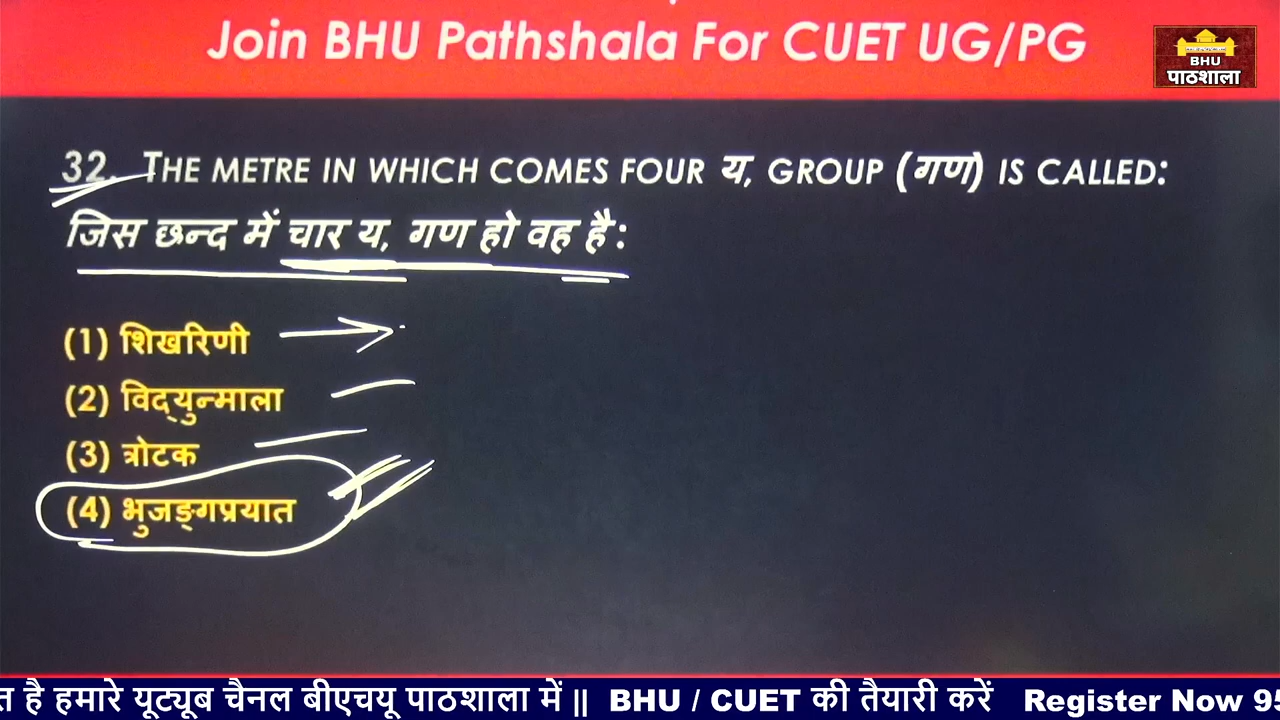 Join BHU Pathshala For CUET UG/PG
BHU
पाठशाला
32. THE METRE IN WHICH COMES FOUR य, GROUP (गण) IS CALLED:
जिस छन्द में चार य, गण हो वह है:
(1) शिखरिणी
(2) विद्युन्माला
(3) त्रोटक
(4) भुजङ्गप्रयात
त है हमारे यूट्यूब चैनल बीएचयू पाठशाला में || BHU / CUET की तैयारी करें Register Now 95